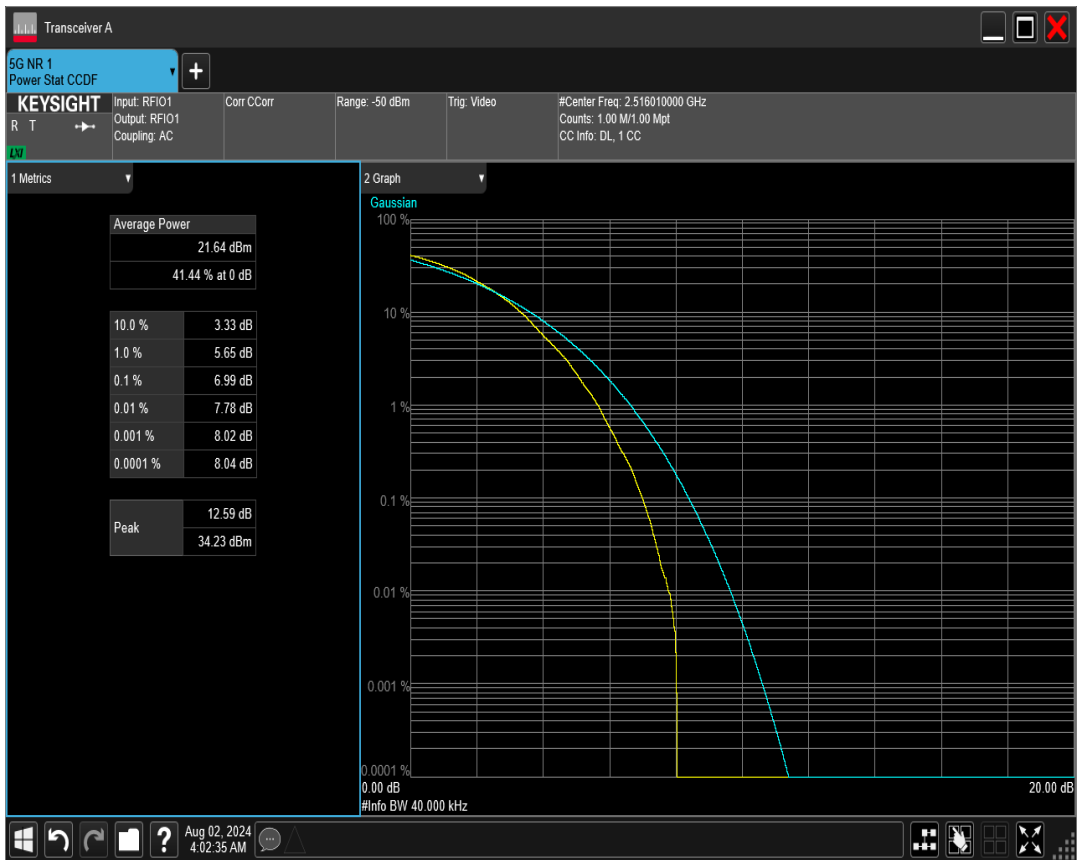 Transceiver A
5G NR 1
Power Stat CCDF
+
KEYSIGHT
R T
LXI
Input: RFIO1
Output: RFIO1
Coupling: AC
Corr CCorr
Range: -50 dBm
Trig: Video
#Center Freq: 2.516010000 GHz
Counts: 1.00 M/1.00 Mpt
CC Info: DL, 1 CC
1 Metrics
Average Power
21.64 dBm
41.44 % at 0 dB
10.0 % 3.33 dB
1.0 % 5.65 dB
0.1 % 6.99 dB
0.01 % 7.78 dB
0.001 % 8.02 dB
0.0001 % 8.04 dB
Peak
12.59 dB
34.23 dBm
2 Graph
Gaussian
100 %
10 %
1 %
0.1 %
0.01 %
0.001 %
0.0001 %
0.00 dB
20.00 dB
#Info BW 40.000 kHz
?
Aug 02, 2024
4:02:35 AM